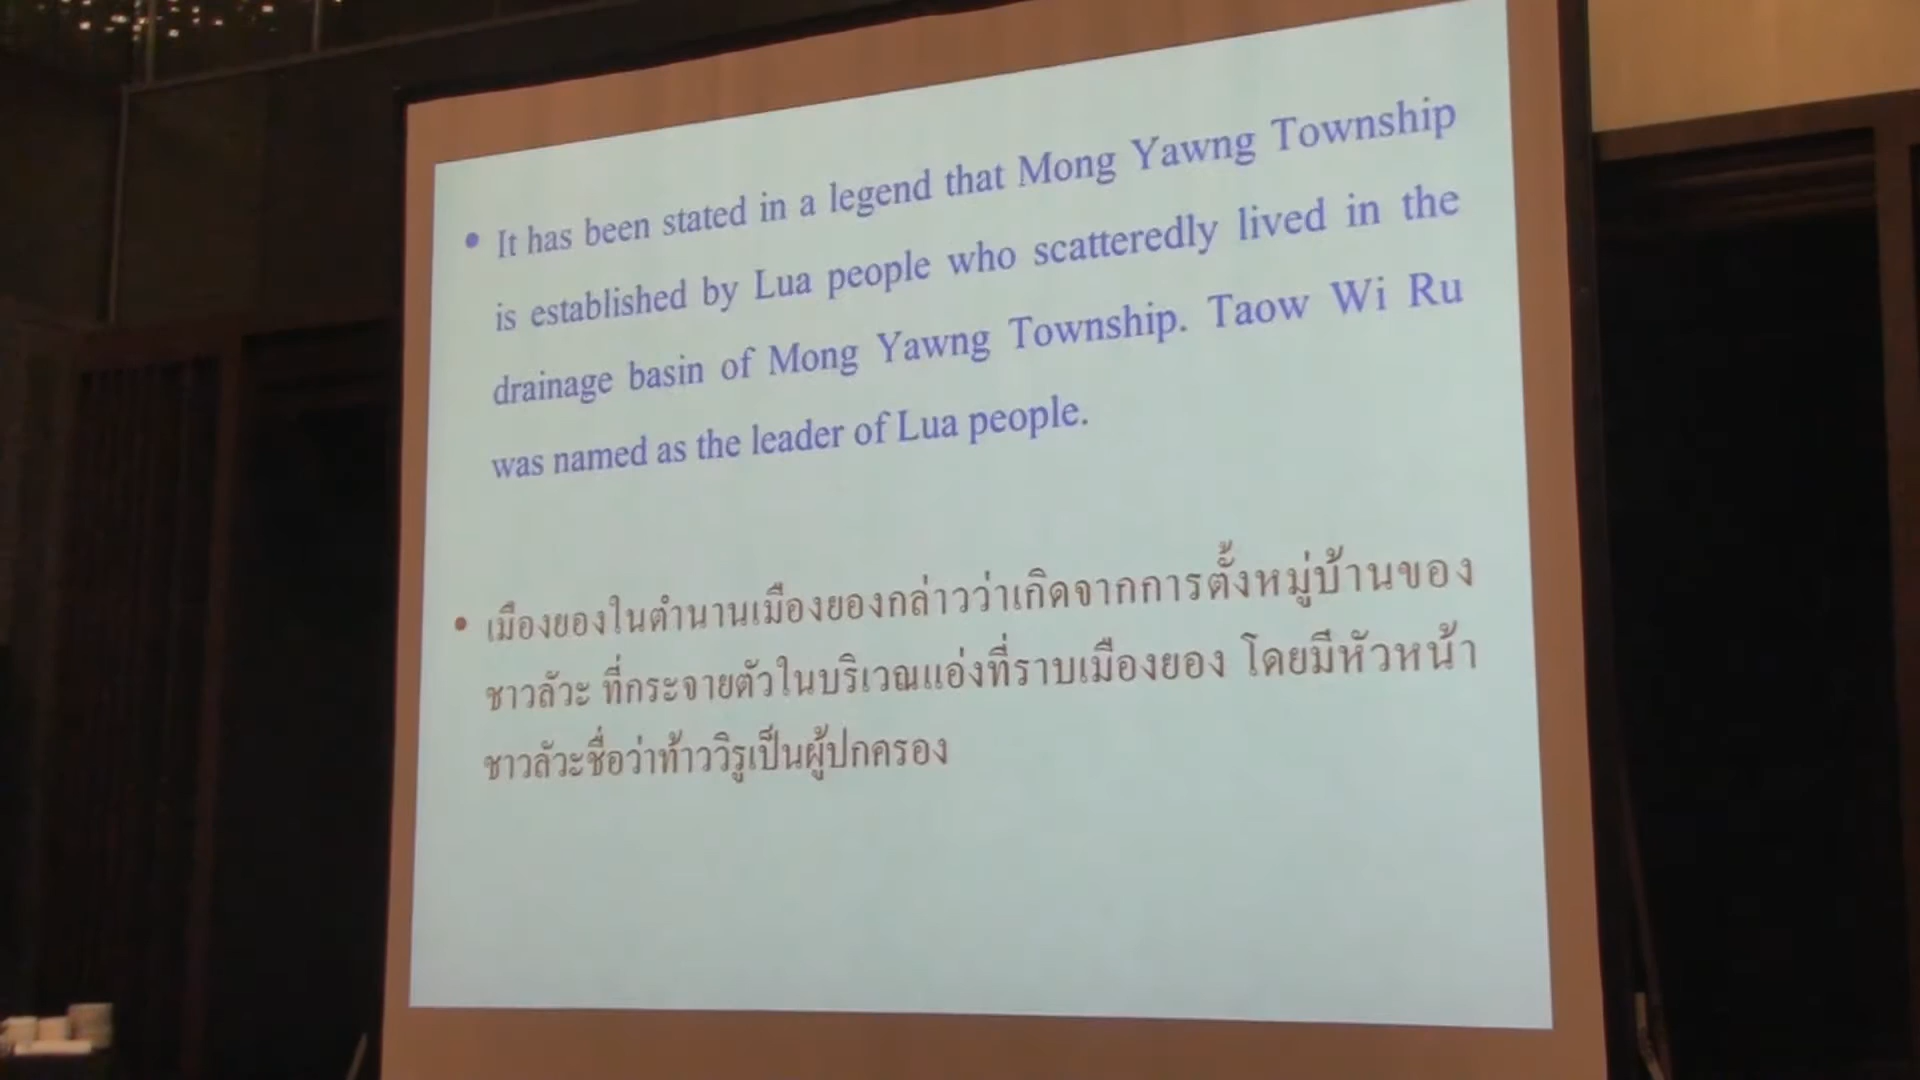 • It has been stated in a legend that Mong Yawng Township
is established by Lua people who scatteredly lived in the
drainage basin of Mong Yawng Township. Taow Wi Ru
was named as the leader of Lua people.
• เมืองยองในตำนานเมืองยองกล่าวว่าเกิดจากการตั้งหมู่บ้านของ
ชาวลัวะ ที่กระจายตัวในบริเวณแอ่งที่ราบเมืองยอง โดยมีหัวหน้า
ชาวลัวะชื่อว่าท้าววิรูเป็นผู้ปกครอง